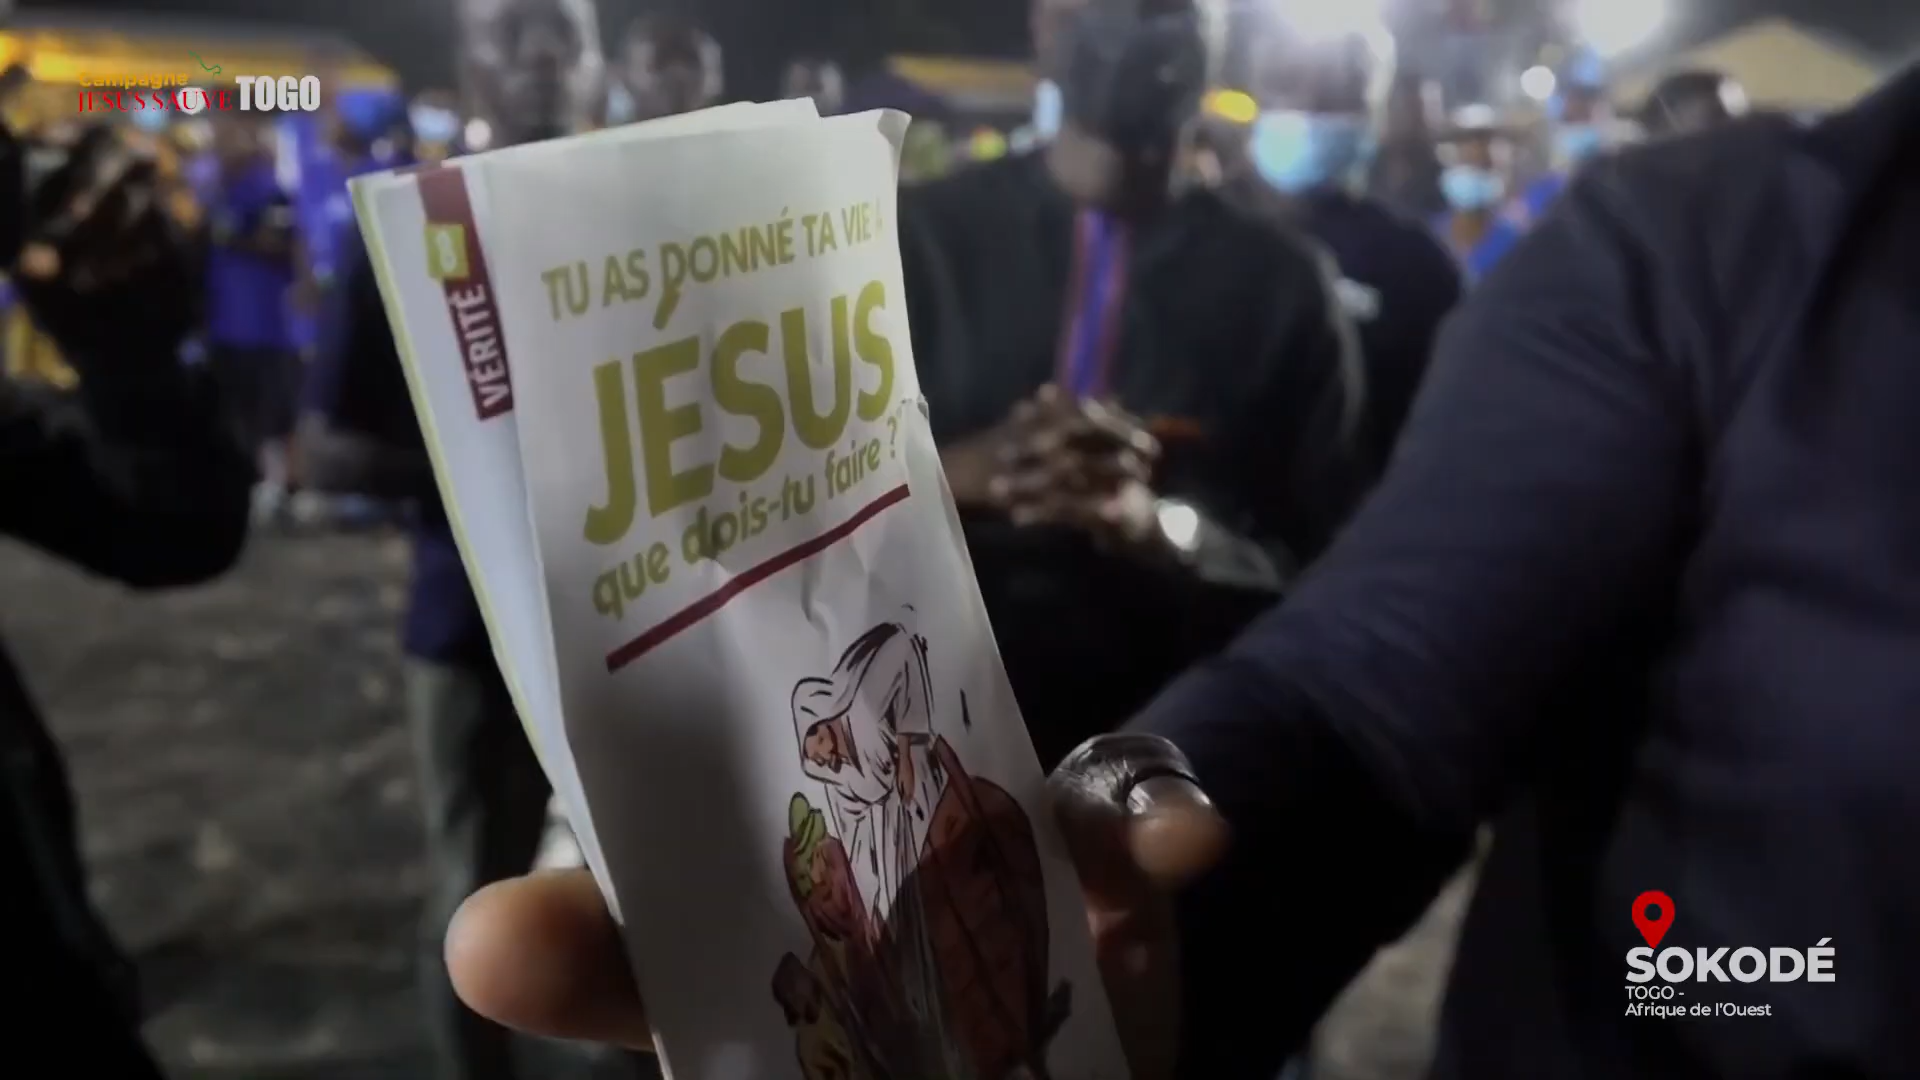 Campagne
JESUS SAUVE TOGO
8
VÉRITÉ
TU AS DONNÉ TA VIE À
JÉSUS
que dois-tu faire ?
SOKODÉ
TOGO -
Afrique de l'Ouest